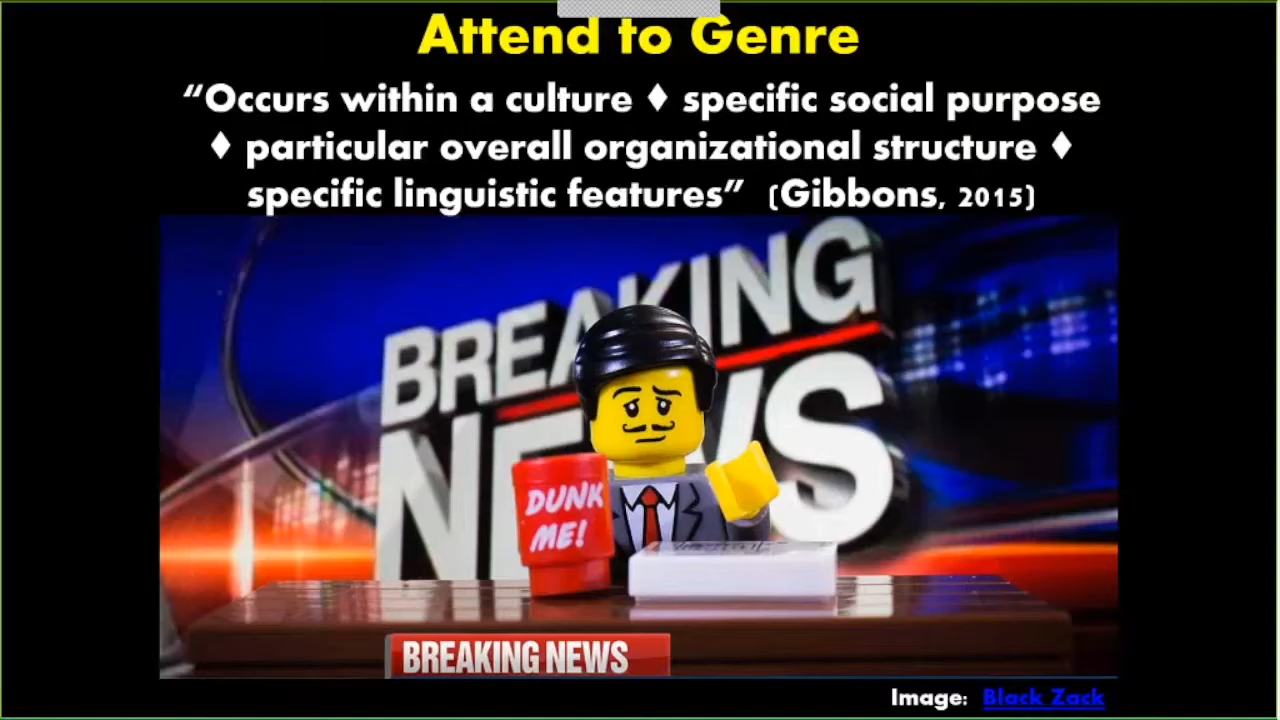 Attend to Genre
“Occurs within a culture ♦ specific social purpose
♦ particular overall organizational structure ♦
specific linguistic features” (Gibbons, 2015)
BREAKING
NEWS
DUNK
ME!
BREAKING NEWS
Image: Black Zack